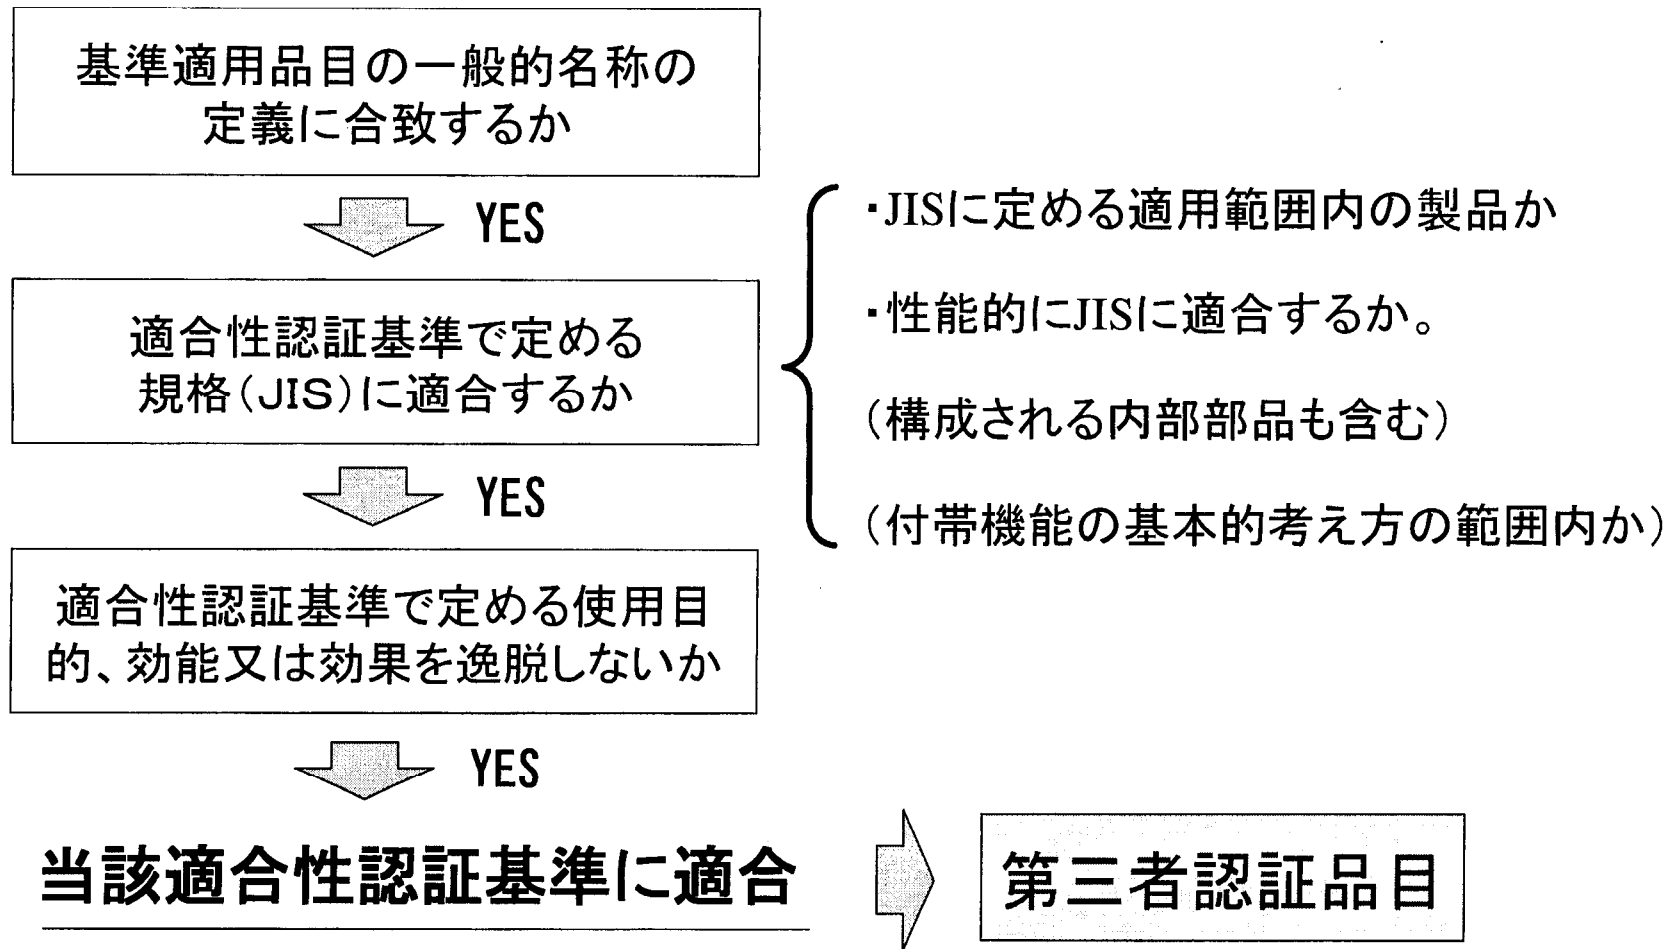 基準適用品目の一般的名称の
定義に合致するか
YES
適合性認証基準で定める
規格(JIS)に適合するか
・JISに定める適用範囲内の製品か
・性能的にJISに適合するか。
(構成される内部部品も含む)
(付帯機能の基本的考え方の範囲内か)
YES
適合性認証基準で定める使用目
的、効能又は効果を逸脱しないか
YES
当該適合性認証基準に適合
第三者認証品目